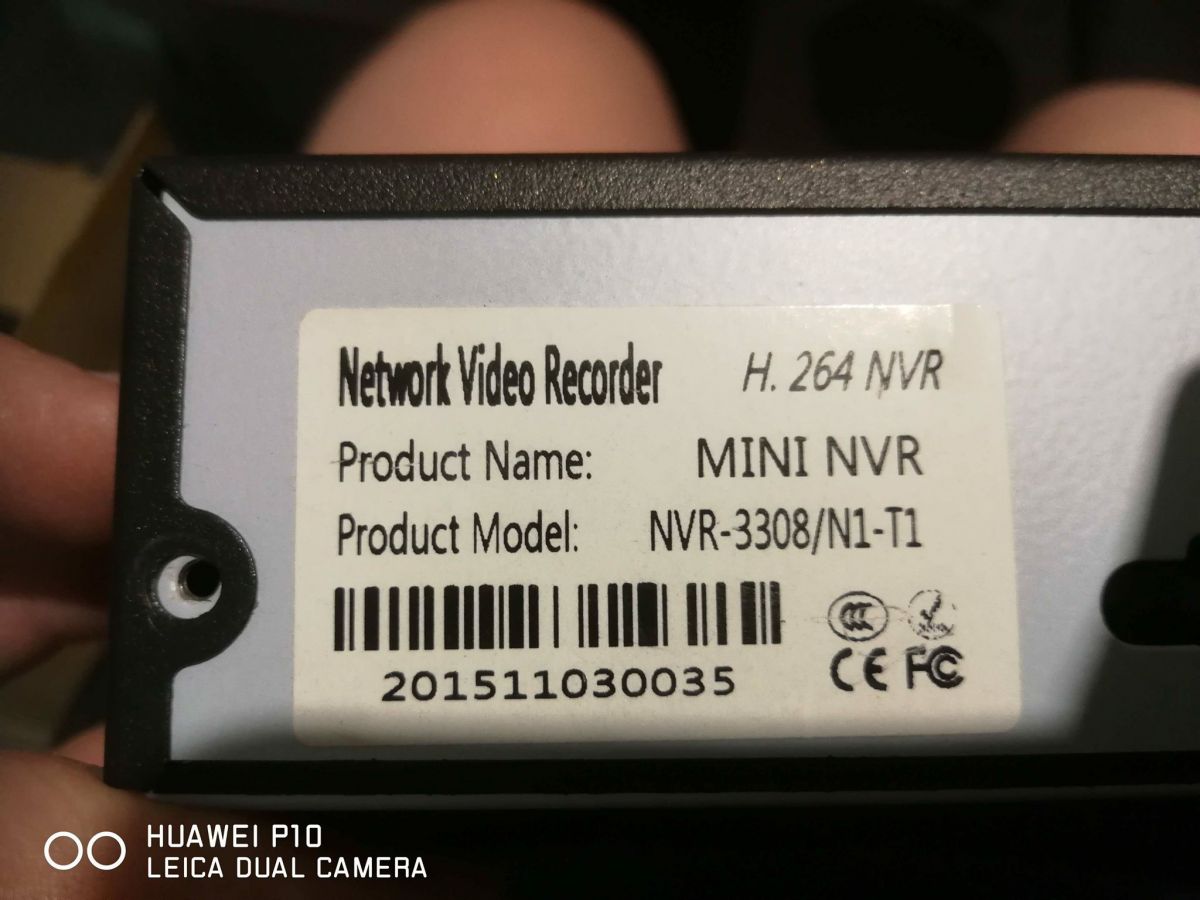 Network Video Recorder H. 264 NVR
Product Name: MINI NVR
Product Model: NVR-3308/N1-T1
201511030035
CE FC
HUAWEI P10
LEICA DUAL CAMERA